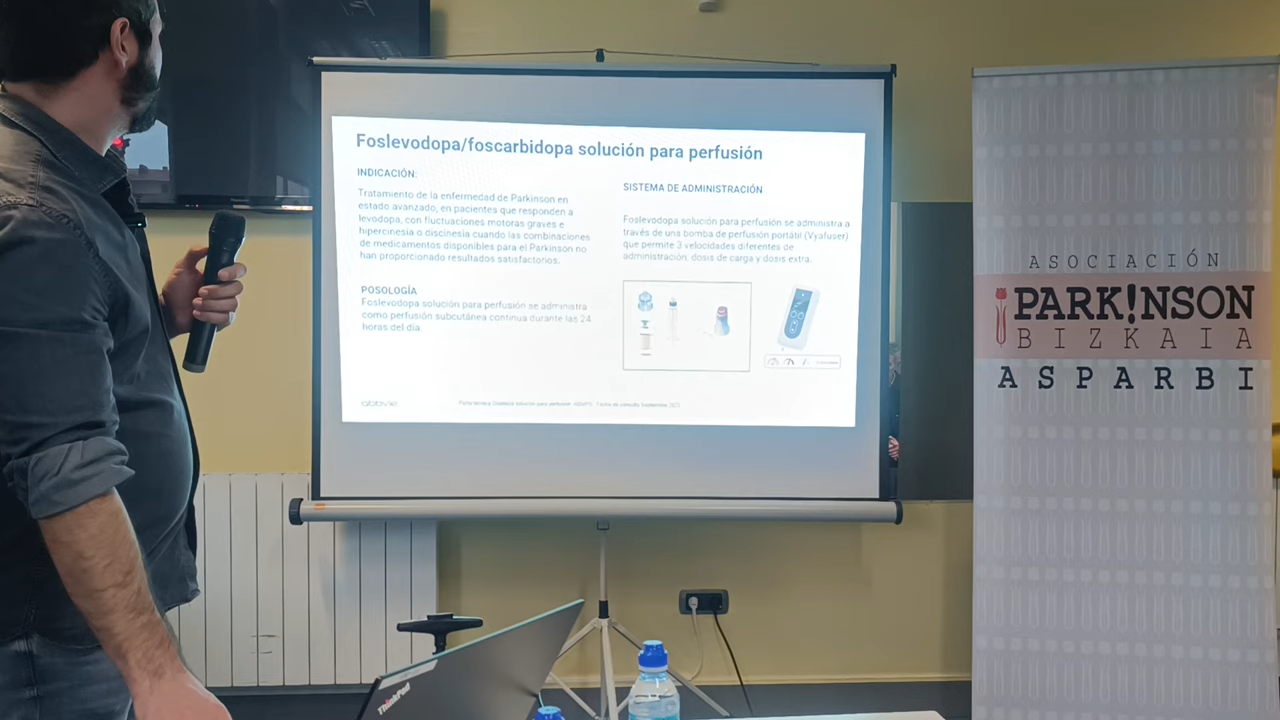 Foslevodopa/foscarbidopa solución para perfusión
INDICACIÓN:
Tratamiento de la enfermedad de Parkinson en
estado avanzado, en pacientes que responden a
levodopa, con fluctuaciones motoras graves e
hipercinesia o discinesia cuando las combinaciones
de medicamentos disponibles para el Parkinson no
han proporcionado resultados satisfactorios.
POSOLOGÍA
Foslevodopa solución para perfusión se administra
como perfusión subcutánea continua durante las 24
horas del día.
SISTEMA DE ADMINISTRACIÓN
Foslevodopa solución para perfusión se administra a
través de una bomba de perfusión portátil (Vyafuser)
que permite 3 velocidades diferentes de
administración, dosis de carga y dosis extra.
abbvie
ASOCIACIÓN
PARK!NSON
BIZKAIA
ASPARBI
ThinkPad